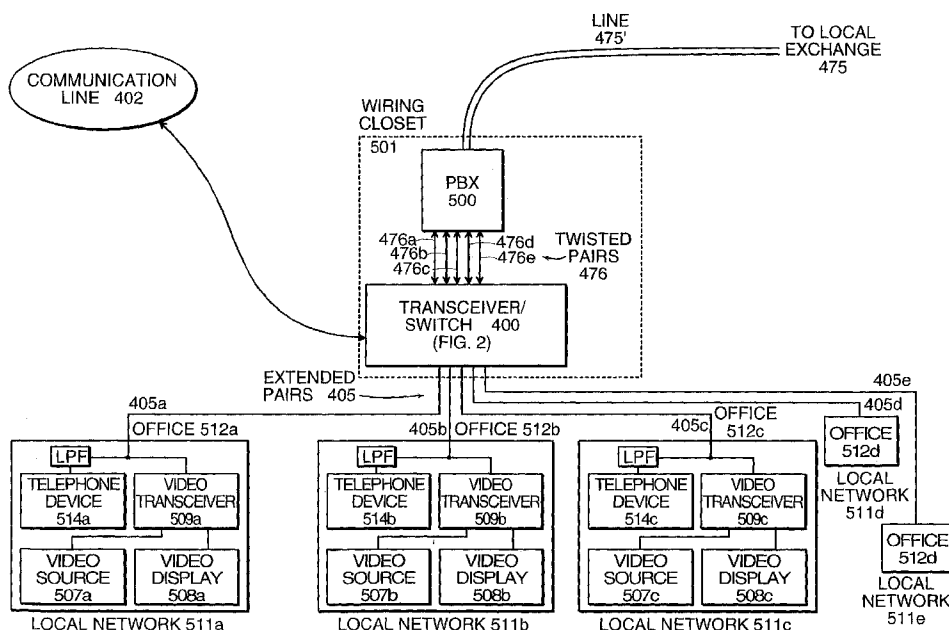 LINE
475'
TO LOCAL
EXCHANGE
475
COMMUNICATION
LINE 402
WIRING
CLOSET
501
PBX
500
476a
476b
476c
476d
476e
TWISTED
PAIRS
476
TRANSCEIVER/
SWITCH 400
(FIG. 2)
EXTENDED
PAIRS 405
405a
OFFICE 512a
LPF
TELEPHONE
DEVICE
514a
VIDEO
TRANSCEIVER
509a
VIDEO
SOURCE
507a
VIDEO
DISPLAY
508a
LOCAL NETWORK 511a
405b
OFFICE 512b
LPF
TELEPHONE
DEVICE
514b
VIDEO
TRANSCEIVER
509b
VIDEO
SOURCE
507b
VIDEO
DISPLAY
508b
LOCAL NETWORK 511b
405c
OFFICE
512c
LPF
TELEPHONE
DEVICE
514c
VIDEO
TRANSCEIVER
509c
VIDEO
SOURCE
507c
VIDEO
DISPLAY
508c
LOCAL NETWORK 511c
405e
405d
OFFICE
512d
LOCAL
NETWORK
511d
OFFICE
512d
LOCAL
NETWORK
511e